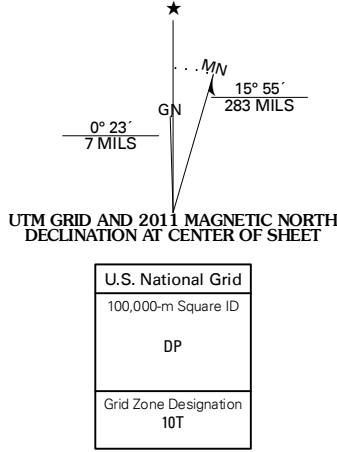 ★
MN
GN
15° 55´
283 MILS
0° 23´
7 MILS
UTM GRID AND 2011 MAGNETIC NORTH
DECLINATION AT CENTER OF SHEET
U.S. National Grid
100,000-m Square ID
DP
Grid Zone Designation
10T